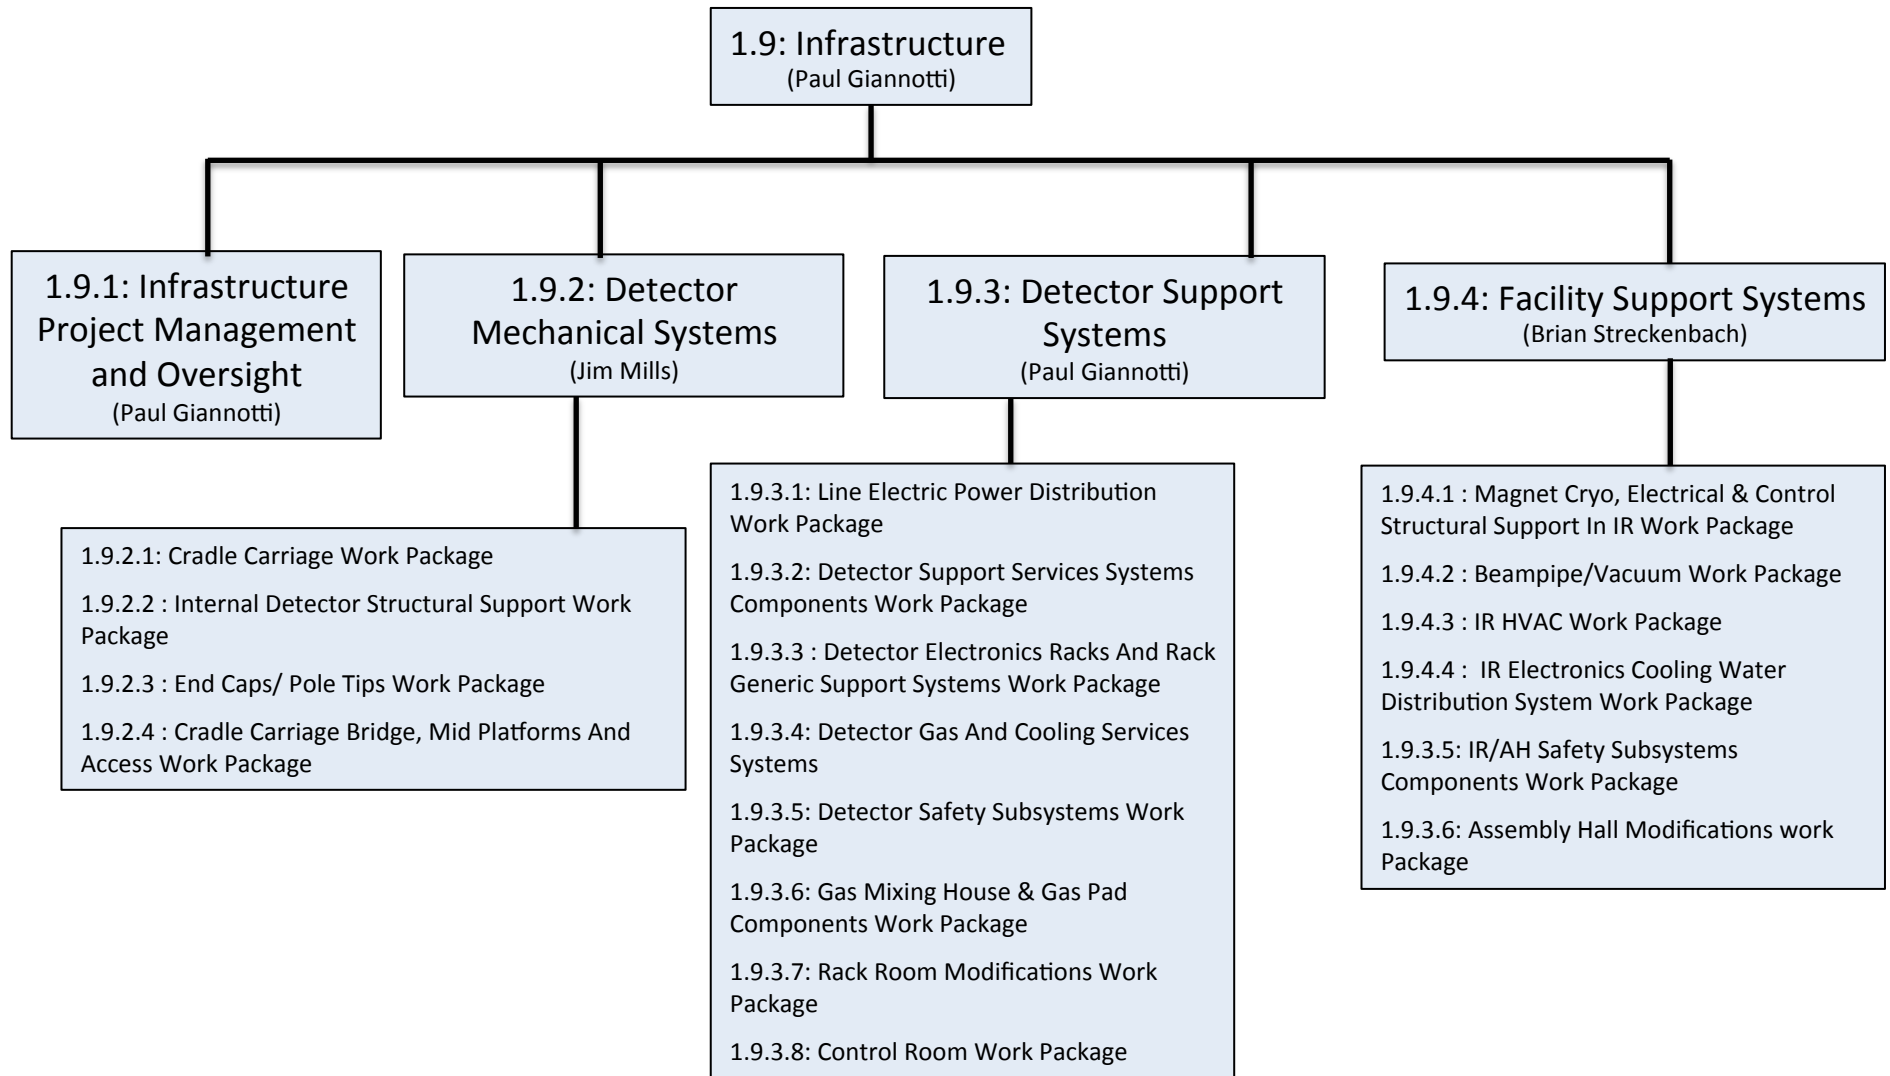 1.9: Infrastructure
(Paul Giannotti)
1.9.1: Infrastructure
Project Management
and Oversight
(Paul Giannotti)
1.9.2: Detector
Mechanical Systems
(Jim Mills)
1.9.3: Detector Support
Systems
(Paul Giannotti)
1.9.4: Facility Support Systems
(Brian Streckenbach)
1.9.2.1: Cradle Carriage Work Package
1.9.2.2 : Internal Detector Structural Support Work
Package
1.9.2.3 : End Caps/ Pole Tips Work Package
1.9.2.4 : Cradle Carriage Bridge, Mid Platforms And
Access Work Package
1.9.3.1: Line Electric Power Distribution
Work Package
1.9.3.2: Detector Support Services Systems
Components Work Package
1.9.3.3 : Detector Electronics Racks And Rack
Generic Support Systems Work Package
1.9.3.4: Detector Gas And Cooling Services
Systems
1.9.3.5: Detector Safety Subsystems Work
Package
1.9.3.6: Gas Mixing House & Gas Pad
Components Work Package
1.9.3.7: Rack Room Modifications Work
Package
1.9.3.8: Control Room Work Package
1.9.4.1 : Magnet Cryo, Electrical & Control
Structural Support In IR Work Package
1.9.4.2 : Beampipe/Vacuum Work Package
1.9.4.3 : IR HVAC Work Package
1.9.4.4 :  IR Electronics Cooling Water
Distribution System Work Package
1.9.3.5: IR/AH Safety Subsystems
Components Work Package
1.9.3.6: Assembly Hall Modifications work
Package